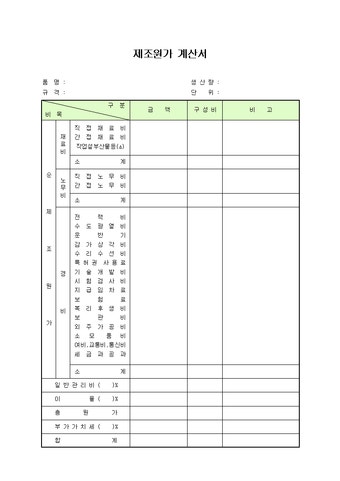 제조원가 계산서
품 명 : 생 산 량 :
규 격 : 단 위 :
구 분
비 목
금 액 구 성 비 비 고
순 제 조 원 가
재료비
직 접 재 료 비
간 접 재 료 비
작업설부산물등(△)
소 계
노무비
직 접 노 무 비
간 접 노 무 비
소 계
경 비
전 력 비
수 도 광 열 비
운 반 비
감 가 상 각 비
수 리 수 선 비
특 허 권 사 용 료
기 술 개 발 비
시 험 검 사 비
지 급 임 차 료
보 험 료
복 리 후 생 비
보 관 비
외 주 가 공 비
소 모 품 비
여비,교통비,통신비
세 금 과 공 과
소 계
일 반 관 리 비 ( )%
이 율 ( )%
총 원 가
부 가 가 치 세 ( )%
합 계